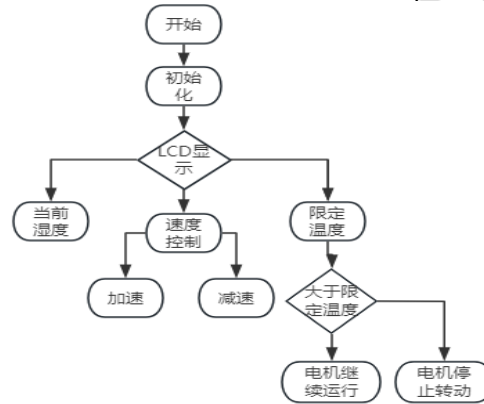 开始
初始
化
LCD显
示
当前
湿度
速度
控制
限定
温度
加速
减速
大于限
定温度
电机继
续运行
电机停
止转动